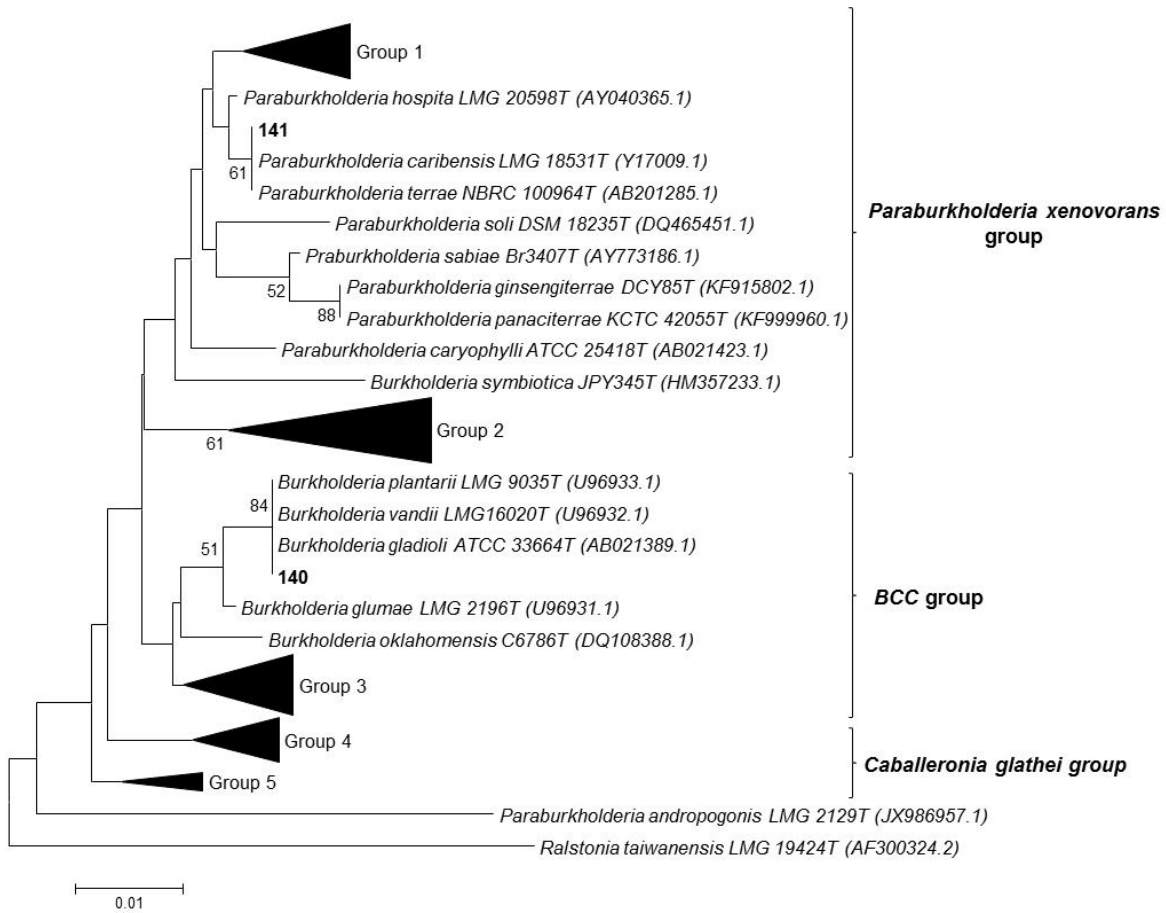 Group 1
Paraburkholderia hospita LMG 20598T (AY040365.1)
141
Paraburkholderia caribensis LMG 18531T (Y17009.1)
61
Paraburkholderia terrae NBRC 100964T (AB201285.1)
Paraburkholderia soli DSM 18235T (DQ465451.1)
Praburkholderia sabiae Br3407T (AY773186.1)
52
Paraburkholderia ginsengiterrae DCY85T (KF915802.1)
88
Paraburkholderia panaciterrae KCTC 42055T (KF999960.1)
Paraburkholderia caryophylli ATCC 25418T (AB021423.1)
Burkholderia symbiotica JPY345T (HM357233.1)
61
Group 2
Paraburkholderia xenovorans
group
Burkholderia plantarii LMG 9035T (U96933.1)
84
Burkholderia vandii LMG16020T (U96932.1)
51
Burkholderia gladioli ATCC 33664T (AB021389.1)
140
Burkholderia glumae LMG 2196T (U96931.1)
Burkholderia oklahomensis C6786T (DQ108388.1)
Group 3
BCC group
Group 4
Group 5
Caballeronia glathei group
Paraburkholderia andropogonis LMG 2129T (JX986957.1)
Ralstonia taiwanensis LMG 19424T (AF300324.2)
0.01